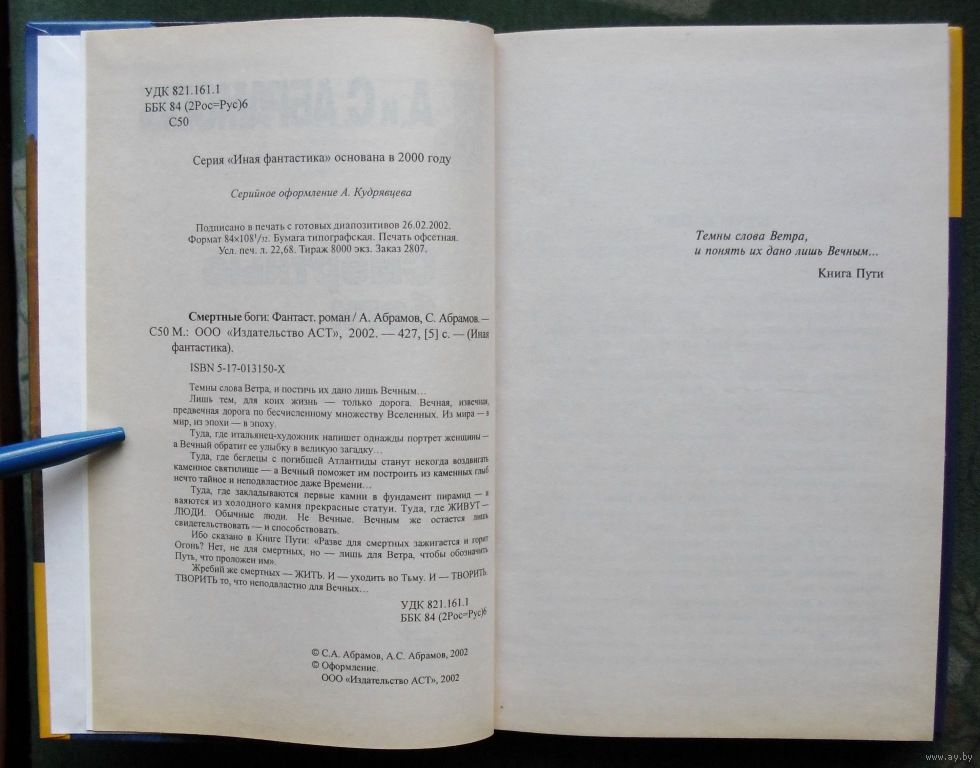 УДК 821.161.1
ББК 84 (2Рос=Рус)6
С50
Серия «Иная фантастика» основана в 2000 году
Серийное оформление А. Кудрявцева
Подписано в печать с готовых диапозитивов 26.02.2002.
Формат 84×108¹/₃₂. Бумага типографская. Печать офсетная.
Усл. печ. л. 22,68. Тираж 8000 экз. Заказ 2807.
Смертные боги: Фантаст. роман / А. Абрамов, С. Абрамов. —
С50 М.: ООО «Издательство АСТ», 2002. — 427, [5] с. — (Иная
фантастика).
ISBN 5-17-013150-X
Темны слова Ветра, и постичь их дано лишь Вечным...
Лишь тем, для коих жизнь — только дорога. Вечная, извечная,
предвечная дорога по бесчисленному множеству Вселенных. Из мира — в
мир, из эпохи — в эпоху.
Туда, где итальянец-художник напишет однажды портрет женщины —
а Вечный обратит ее улыбку в великую загадку...
Туда, где беглецы с погибшей Атлантиды станут некогда воздвигать
каменное святилище — а Вечный поможет им построить из каменных глыб
нечто тайное и неподвластное даже Времени...
Туда, где закладываются первые камни в фундамент пирамид — и
ваяются из холодного камня прекрасные статуи. Туда, где ЖИВУТ —
ЛЮДИ. Обычные люди. Не Вечные. Вечным же остается лишь
свидетельствовать — и способствовать.
Ибо сказано в Книге Пути: «Разве для смертных зажигается и горит
Огонь? Нет, не для смертных, но — лишь для Ветра, чтобы обозначить
Путь, что проложен им».
Жребий же смертных — ЖИТЬ. И — уходить во Тьму. И — ТВОРИТЬ.
ТВОРИТЬ то, что неподвластно для Вечных...
УДК 821.161.1
ББК 84 (2Рос=Рус)6
© С.А. Абрамов, А.С. Абрамов, 2002
© Оформление.
ООО «Издательство АСТ», 2002
Темны слова Ветра,
и понять их дано лишь Вечным...
Книга Пути
www.ay.by